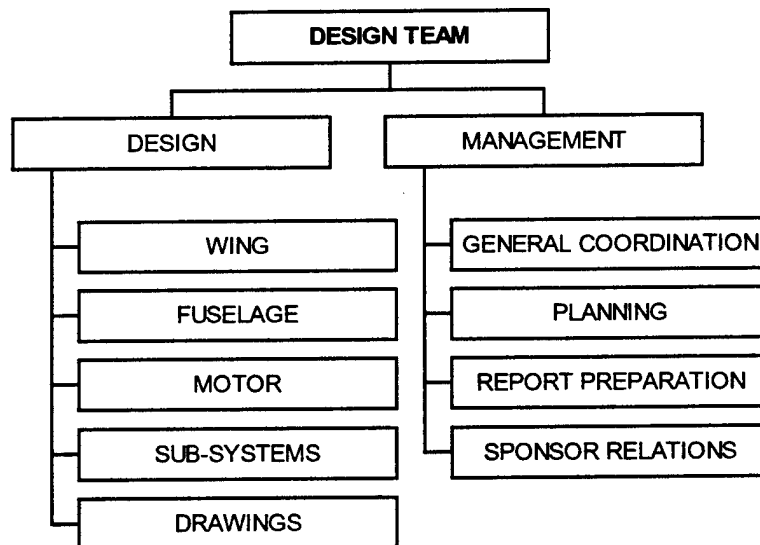 DESIGN TEAM
DESIGN
MANAGEMENT
WING
FUSELAGE
MOTOR
SUB-SYSTEMS
DRAWINGS
GENERAL COORDINATION
PLANNING
REPORT PREPARATION
SPONSOR RELATIONS